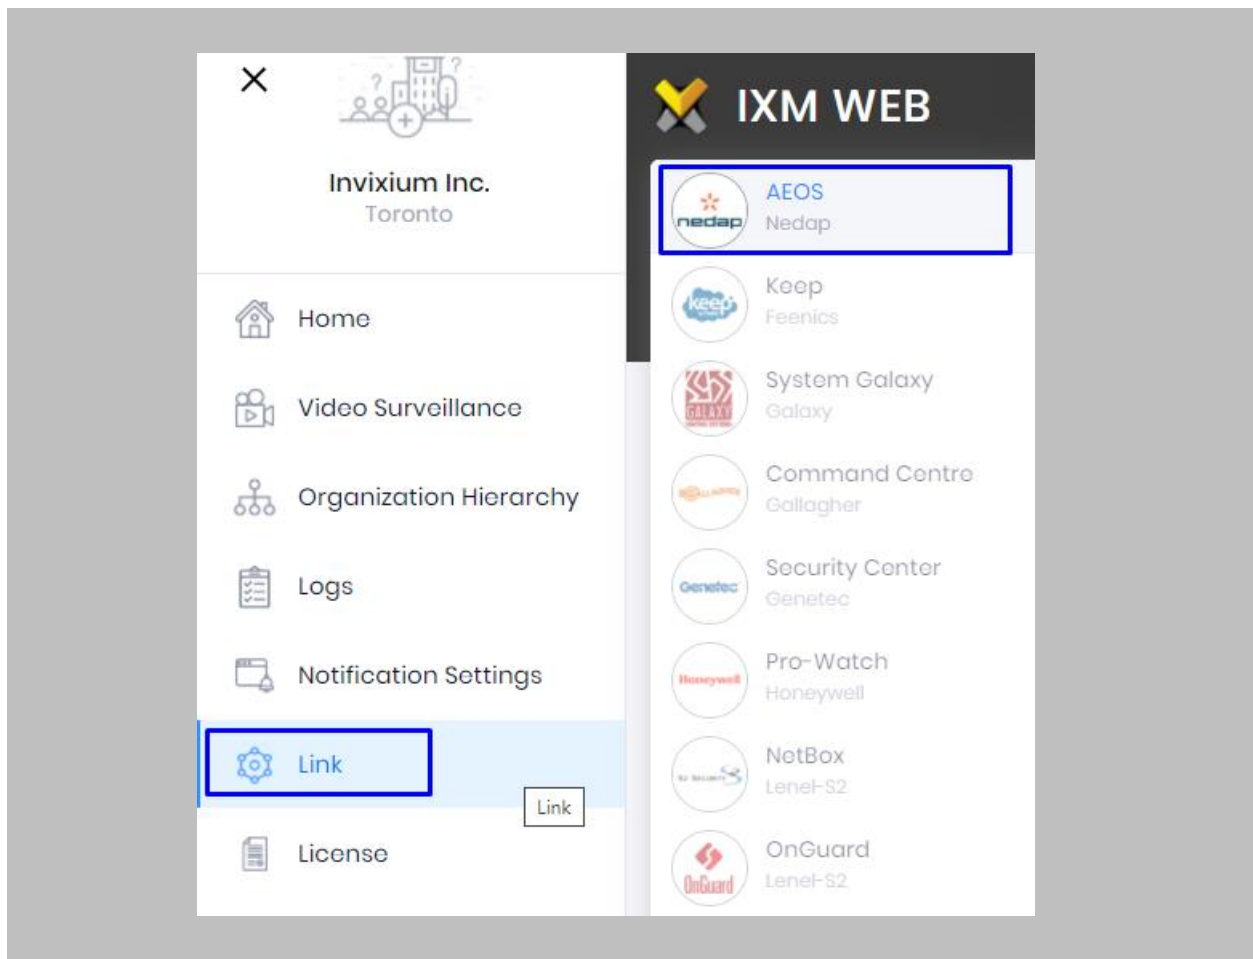 Invixium Inc.
Toronto
Home
Video Surveillance
Organization Hierarchy
Logs
Notification Settings
Link
Link
License
IXM WEB
nedap
AEOS
Nedap
keep
Keep
Feenics
GALAXY
System Galaxy
Galaxy
Command Centre
Gallagher
Genetec
Security Center
Genetec
Honeywell
Pro-Watch
Honeywell
NetBox
Lenel-S2
OnGuard
OnGuard
Lenel-S2